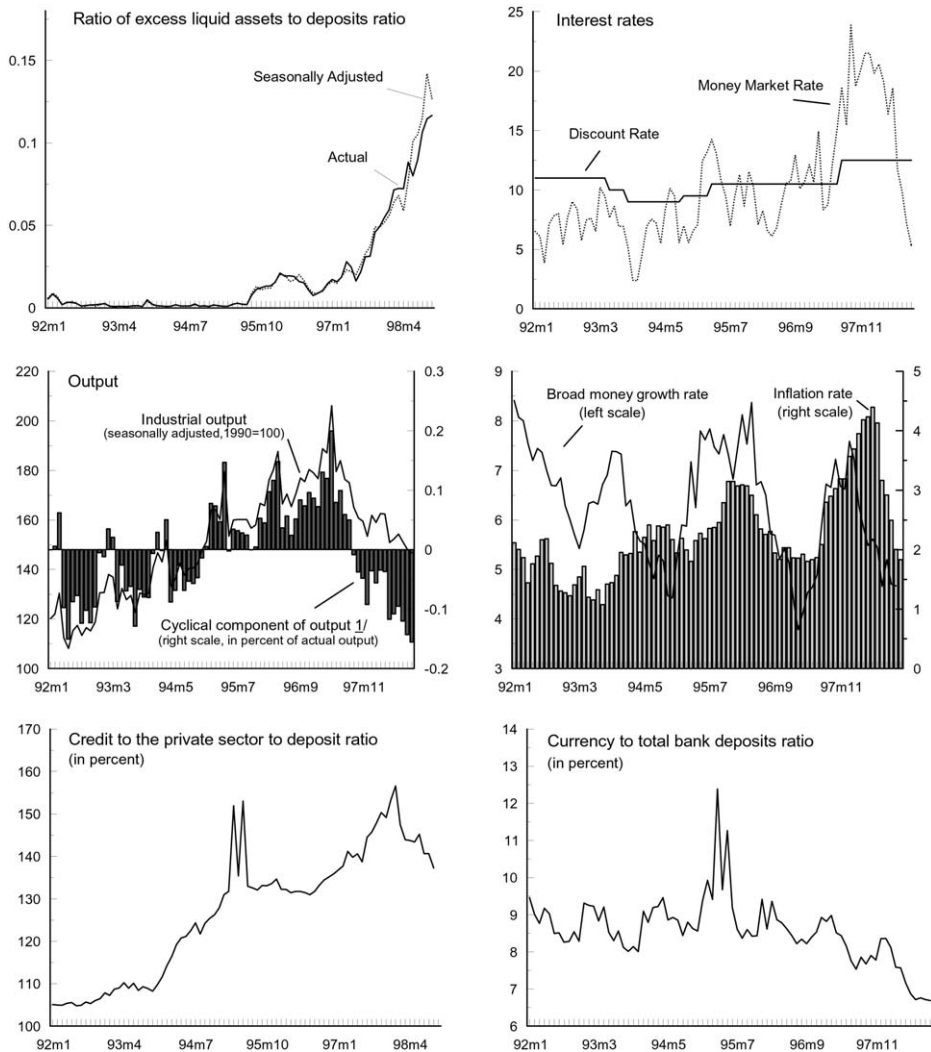 Ratio of excess liquid assets to deposits ratio
0.15
0.1
0.05
0
Seasonally Adjusted
Actual
92m1 93m4 94m7 95m10 97m1 98m4
Interest rates
25
20
15
10
5
0
Money Market Rate
Discount Rate
92m1 93m3 94m5 95m7 96m9 97m11
Output
220
200
180
160
140
120
100
0.3
0.2
0.1
0
-0.1
-0.2
Industrial output
(seasonally adjusted,1990=100)
Cyclical component of output 1/
(right scale, in percent of actual output)
92m1 93m3 94m5 95m7 96m9 97m11
9
8
7
6
5
4
3
5
4
3
2
1
0
Broad money growth rate
(left scale)
Inflation rate
(right scale)
92m1 93m3 94m5 95m7 96m9 97m11
Credit to the private sector to deposit ratio
(in percent)
170
160
150
140
130
120
110
100
92m1 93m4 94m7 95m10 97m1 98m4
Currency to total bank deposits ratio
(in percent)
14
13
12
11
10
9
8
7
6
92m1 93m3 94m5 95m7 96m9 97m11